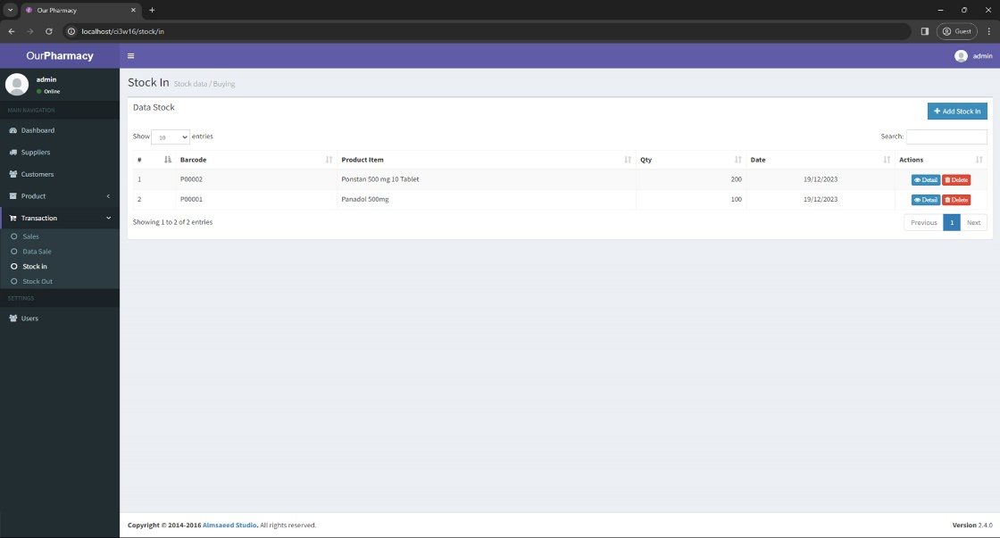 Our Pharmacy
localhost/ci3w16/stock/in
Guest
OurPharmacy
admin
admin
Online
MAIN NAVIGATION
Dashboard
Suppliers
Customers
Product
Transaction
Sales
Data Sale
Stock in
Stock Out
SETTINGS
Users
Stock In Stock data / Buying
Data Stock
Add Stock In
Show 10 entries
Search:
# Barcode Product Item Qty Date Actions
1 P00002 Ponstan 500 mg 10 Tablet 200 19/12/2023 Detail Delete
2 P00001 Panadol 500mg 100 19/12/2023 Detail Delete
Showing 1 to 2 of 2 entries
Previous 1 Next
Copyright © 2014-2016 Almsaeed Studio. All rights reserved.
Version 2.4.0